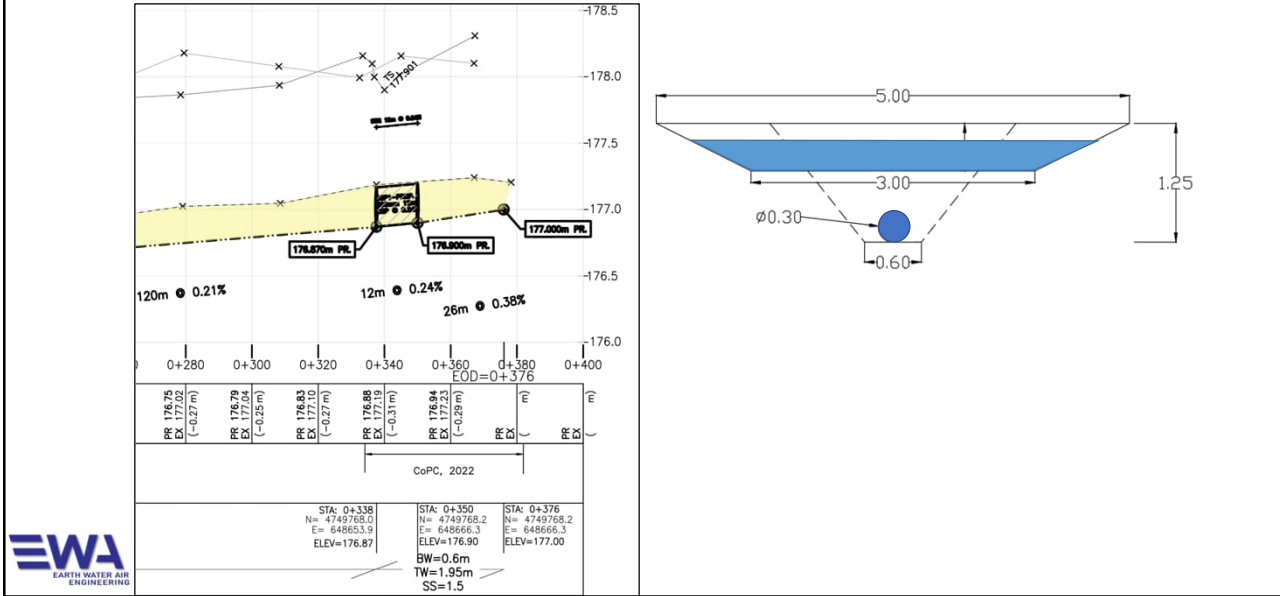 178.5
178.0
TS
177.901
177.5
177.0
177.000m PR.
176.870m PR.
176.900m PR.
176.5
120m 0.21%
12m 0.24%
26m 0.38%
176.0
0+280
0+300
0+320
0+340
0+360
0+380
0+400
EOD=0+376
PR 176.75
EX 177.02
(-0.27 m)
PR 176.79
EX 177.04
(-0.25 m)
PR 176.83
EX 177.10
(-0.27 m)
PR 176.88
EX 177.19
(-0.31 m)
PR 176.94
EX 177.23
(-0.29 m)
PR
EX
( m)
PR
EX
( m)
CoPC, 2022
STA: 0+338
N= 4749768.0
E= 648653.9
ELEV=176.87
STA: 0+350
N= 4749768.2
E= 648666.3
ELEV=176.90
STA: 0+376
N= 4749768.2
E= 648666.3
ELEV=177.00
BW=0.6m
TW=1.95m
SS=1.5
EWA
EARTH WATER AIR
ENGINEERING
5.00
3.00
1.25
Ø0.30
0.60